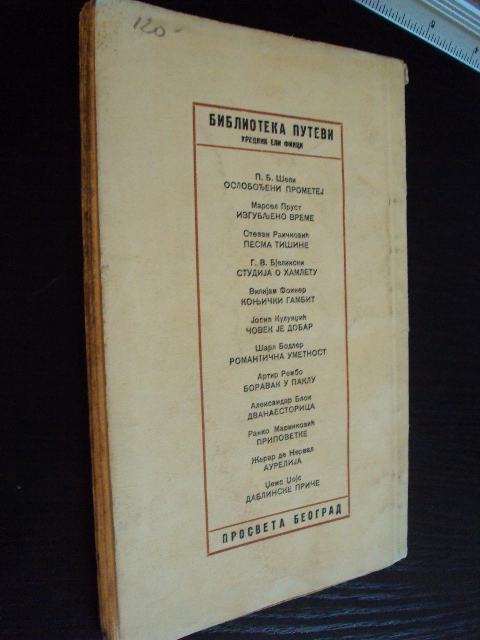 120-
БИБЛИОТЕКА ПУТЕВИ
УРЕДНИК ЕЛИ ФИНЦИ
П. Б. Шели
ОСЛОБОЂЕНИ ПРОМЕТЕЈ
Марсел Пруст
ИЗГУБЉЕНО ВРЕМЕ
Стеван Раичковић
ПЕСМА ТИШИНЕ
Г. В. Бјелински
СТУДИЈА О ХАМЛЕТУ
Вилијам Фокнер
КОЊИЧКИ ГАМБИТ
Јосип Кулунџић
ЧОВЕК ЈЕ ДОБАР
Шарл Бодлер
РОМАНТИЧНА УМЕТНОСТ
Артир Рембо
БОРАВАК У ПАКЛУ
Александар Блок
ДВАНАЕСТОРИЦА
Ранко Маринковић
ПРИПОВЕТКЕ
Жерар де Нервал
АУРЕЛИЈА
Џемс Џојс
ДАБЛИНСКЕ ПРИЧЕ
ПРОСВЕТА БЕОГРАД